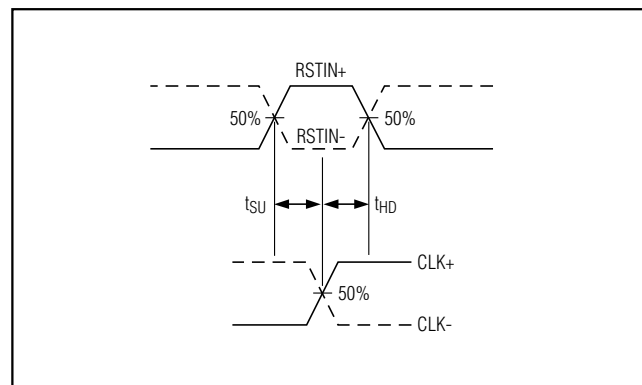 RSTIN+
50%
50%
RSTIN-
tSU
tHD
CLK+
50%
CLK-